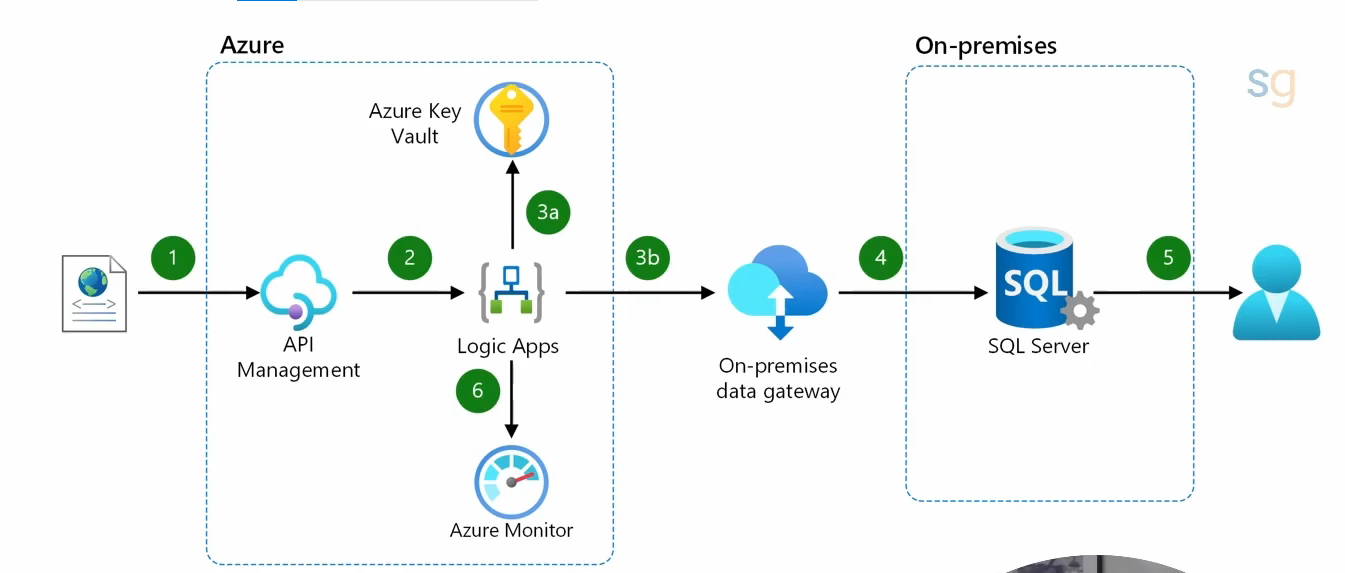 Azure
On-premises
sg
Azure Key
Vault
3a
1
2
3b
4
5
SQL
API
Management
Logic Apps
SQL Server
On-premises
data gateway
6
Azure Monitor